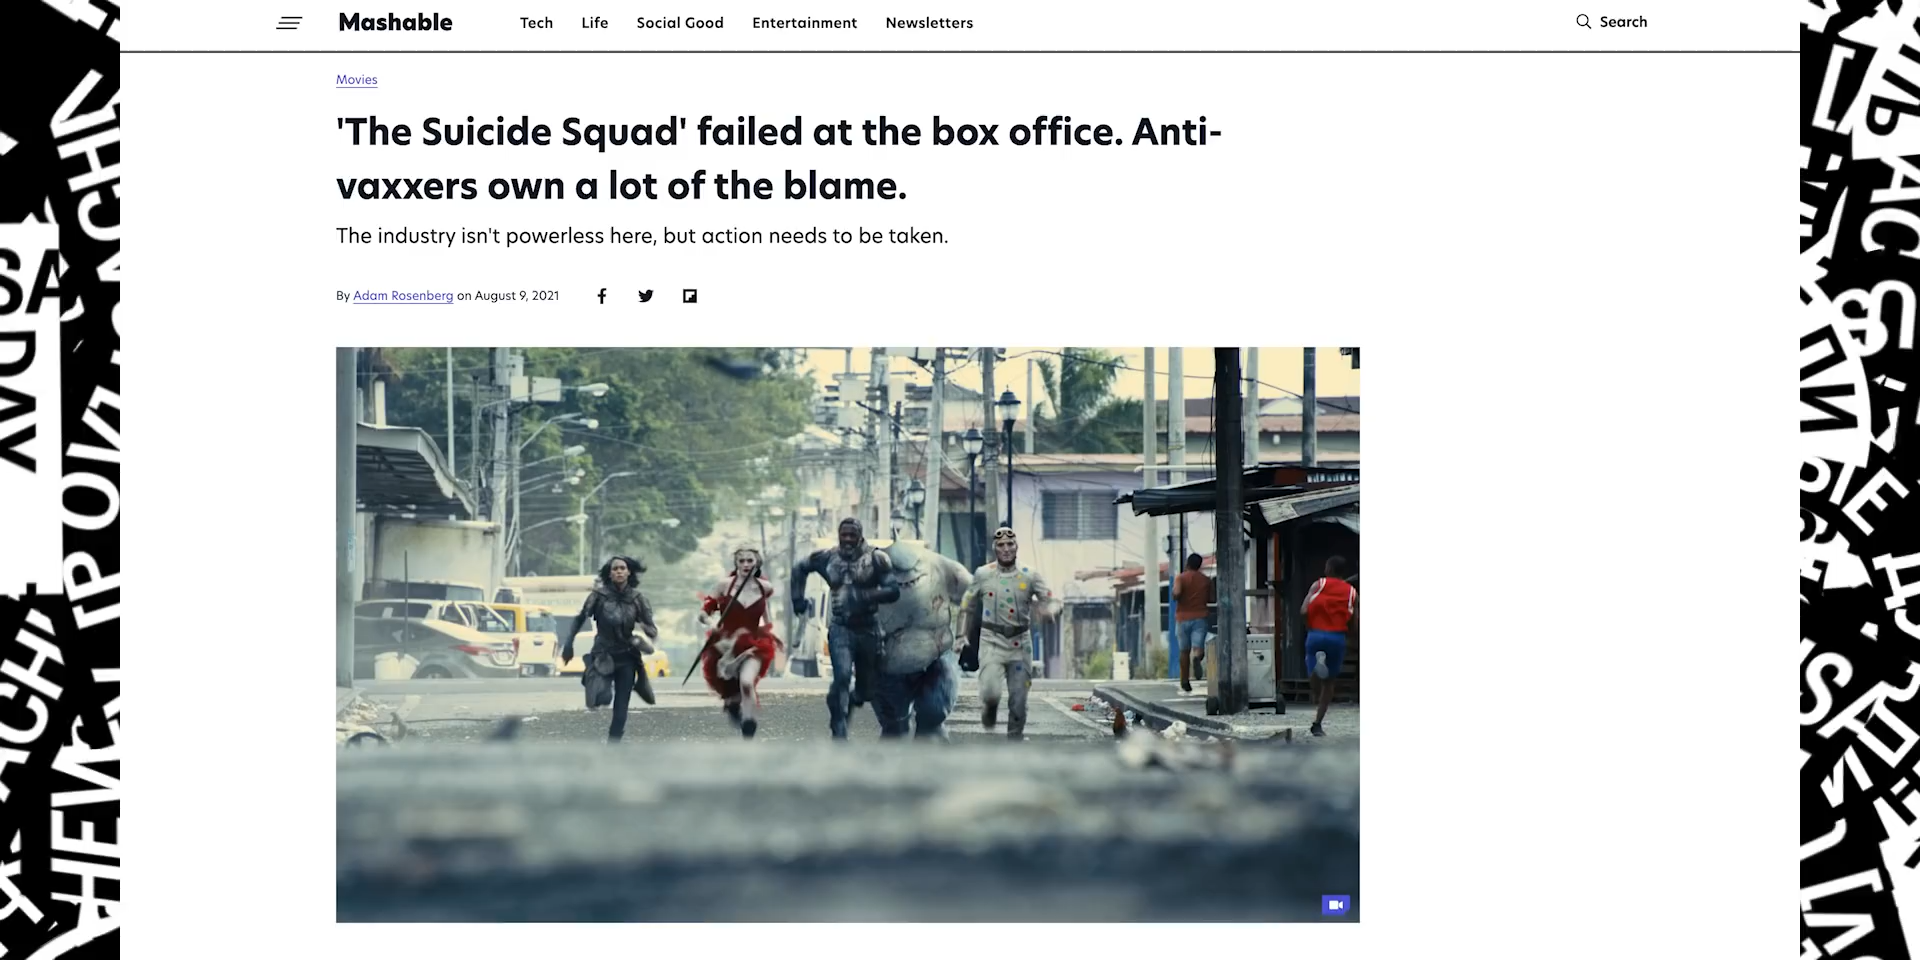 Mashable
Tech Life Social Good Entertainment Newsletters
Search
Movies
'The Suicide Squad' failed at the box office. Anti-
vaxxers own a lot of the blame.
The industry isn't powerless here, but action needs to be taken.
By Adam Rosenberg on August 9, 2021